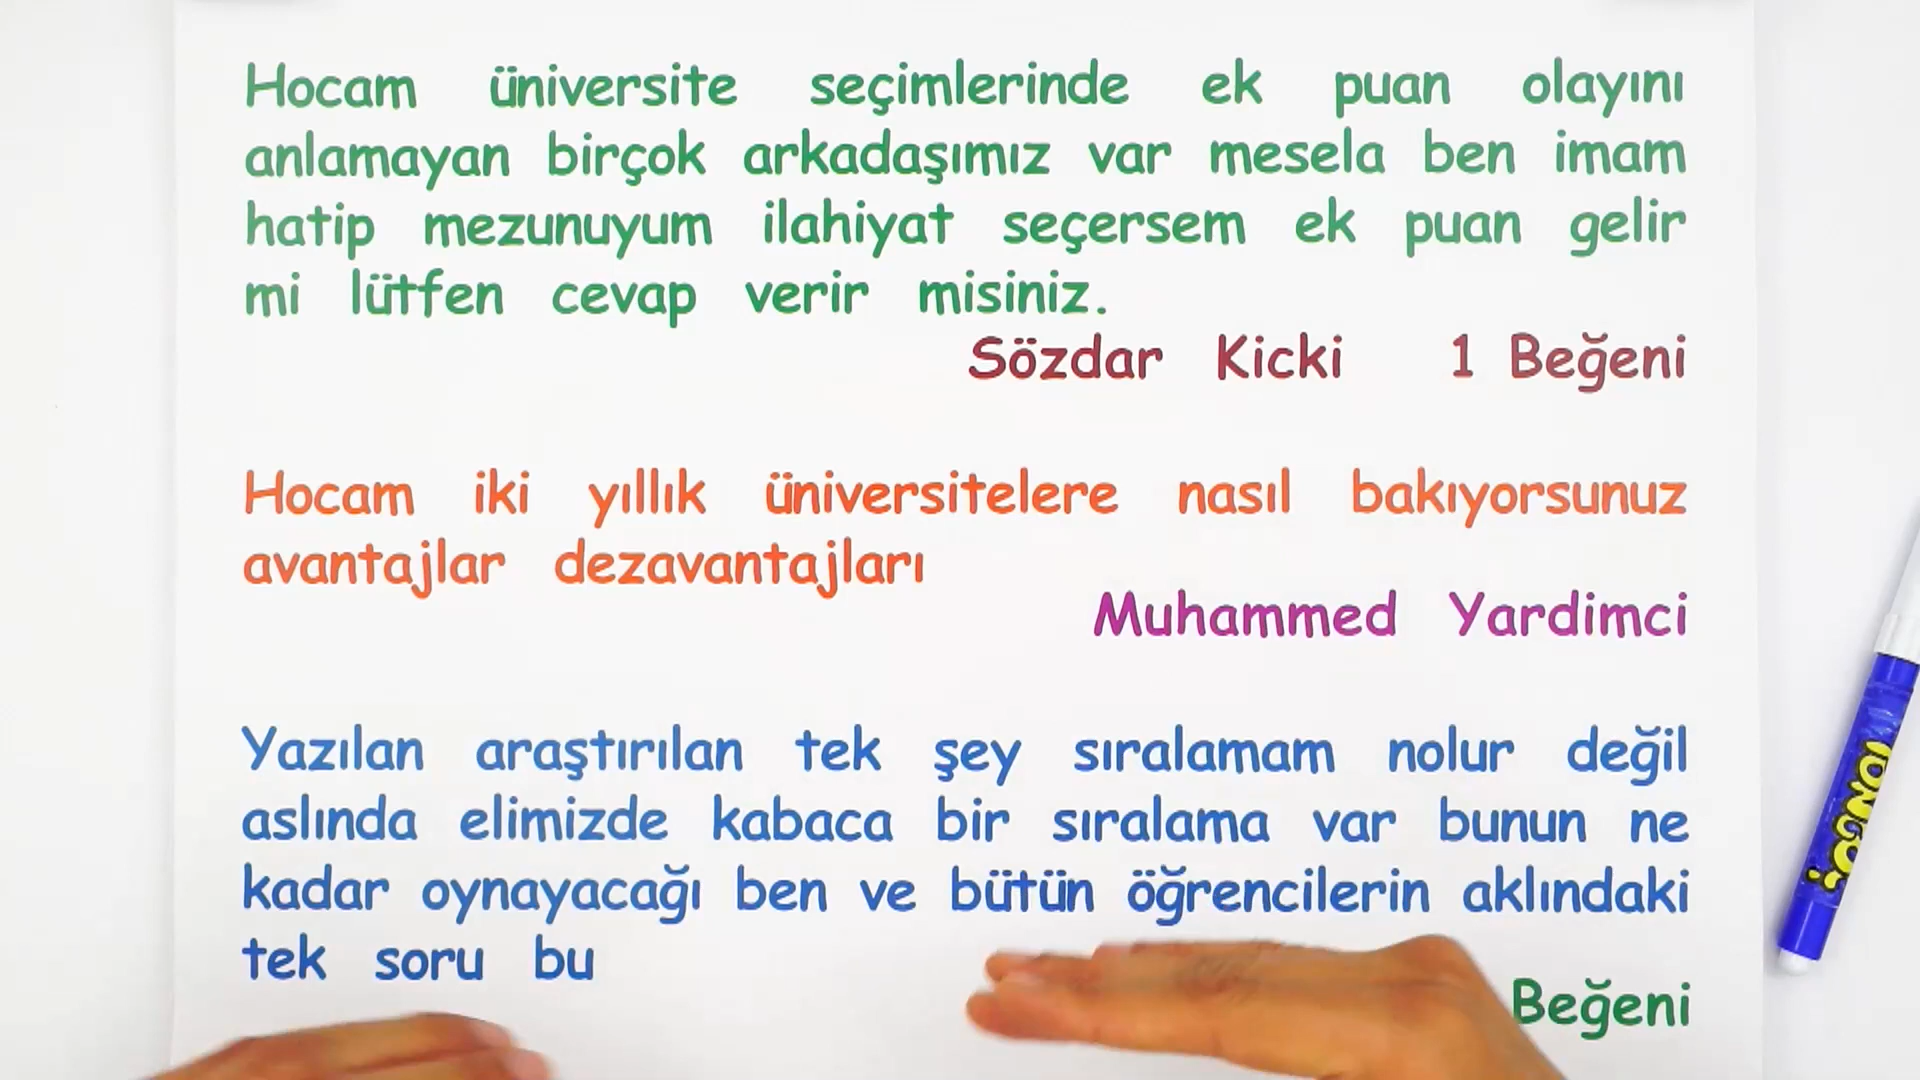 Hocam üniversite seçimlerinde ek puan olayını
anlamayan birçok arkadaşımız var mesela ben imam
hatip mezunuyum ilahiyat seçersem ek puan gelir
mi lütfen cevap verir misiniz.
Sözdar Kicki 1 Beğeni
Hocam iki yıllık üniversitelere nasıl bakıyorsunuz
avantajlar dezavantajları
Muhammed Yardimci
Yazılan araştırılan tek şey sıralamam nolur değil
aslında elimizde kabaca bir sıralama var bunun ne
kadar oynayacağı ben ve bütün öğrencilerin aklındaki
tek soru bu
Beğeni